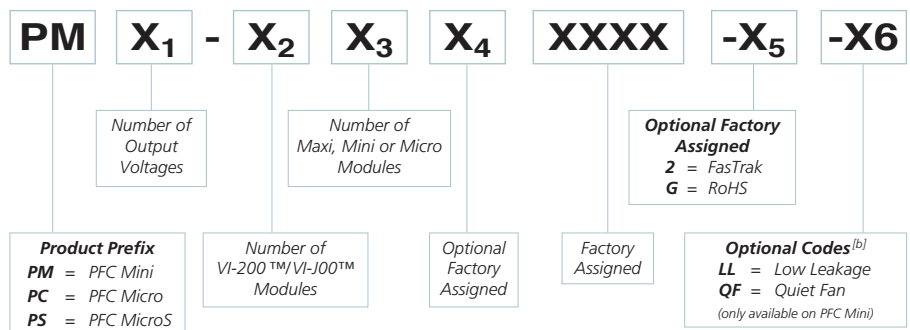 PM X₁ - X₂ X₃ X₄ XXXX -X₅ -X6
Number of
Output
Voltages
Number of
Maxi, Mini or Micro
Modules
Optional Factory
Assigned
2 = FasTrak
G = RoHS
Product Prefix
PM = PFC Mini
PC = PFC Micro
PS = PFC MicroS
Number of
VI-200™/VI-J00™
Modules
Optional
Factory
Assigned
Factory
Assigned
Optional Codes[b]
LL = Low Leakage
QF = Quiet Fan
(only available on PFC Mini)